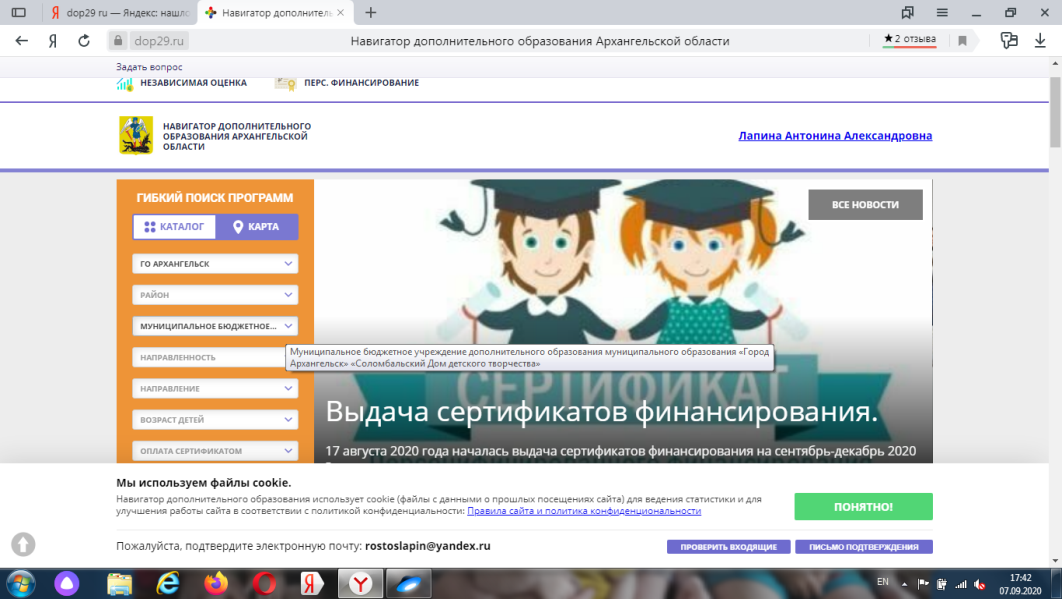 dop29 ru — Яндекс: нашло
Навигатор дополнитель
dop29.ru
Навигатор дополнительного образования Архангельской области
★2 отзыва
Задать вопрос
НЕЗАВИСИМАЯ ОЦЕНКА
ПЕРС. ФИНАНСИРОВАНИЕ
НАВИГАТОР ДОПОЛНИТЕЛЬНОГО
ОБРАЗОВАНИЯ АРХАНГЕЛЬСКОЙ
ОБЛАСТИ
Лапина Антонина Александровна
ГИБКИЙ ПОИСК ПРОГРАММ
КАТАЛОГ
КАРТА
ГО АРХАНГЕЛЬСК
РАЙОН
МУНИЦИПАЛЬНОЕ БЮДЖЕТНОЕ...
НАПРАВЛЕННОСТЬ
НАПРАВЛЕНИЕ
ВОЗРАСТ ДЕТЕЙ
ОПЛАТА СЕРТИФИКАТОМ
ВСЕ НОВОСТИ
Муниципальное бюджетное учреждение дополнительного образования муниципального образования «Город
Архангельск» «Соломбальский Дом детского творчества»
СЕРТИФИКАТ
Выдача сертификатов финансирования.
17 августа 2020 года началась выдача сертификатов финансирования на сентябрь-декабрь 2020
Мы используем файлы cookie.
Навигатор дополнительного образования использует cookie (файлы с данными о прошлых посещениях сайта) для ведения статистики и для
улучшения работы сайта в соответствии с политикой конфиденциальности: Правила сайта и политика конфиденциональности
ПОНЯТНО!
Пожалуйста, подтвердите электронную почту: rostoslapin@yandex.ru
ПРОВЕРИТЬ ВХОДЯЩИЕ
ПИСЬМО ПОДТВЕРЖДЕНИЯ
EN
17:42
07.09.2020